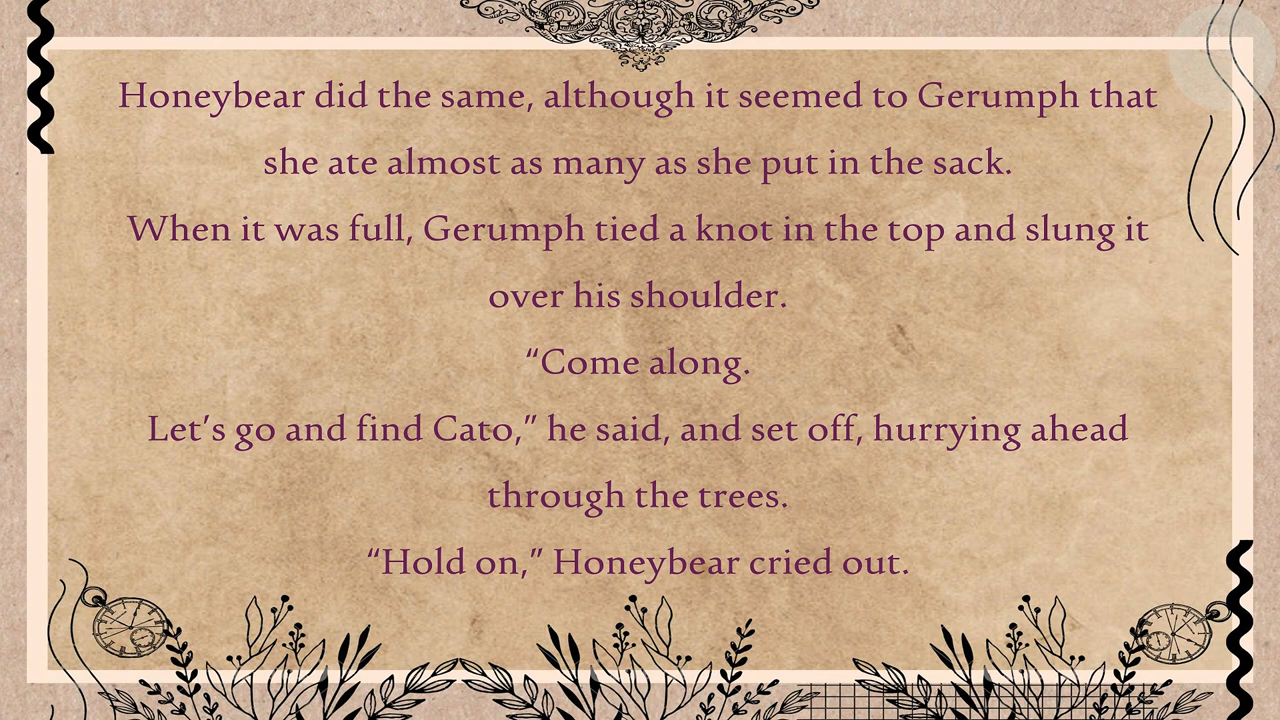 Honeybear did the same, although it seemed to Gerumph that
she ate almost as many as she put in the sack.
When it was full, Gerumph tied a knot in the top and slung it
over his shoulder.
“Come along.
Let's go and find Cato,” he said, and set off, hurrying ahead
through the trees.
“Hold on,” Honeybear cried out.